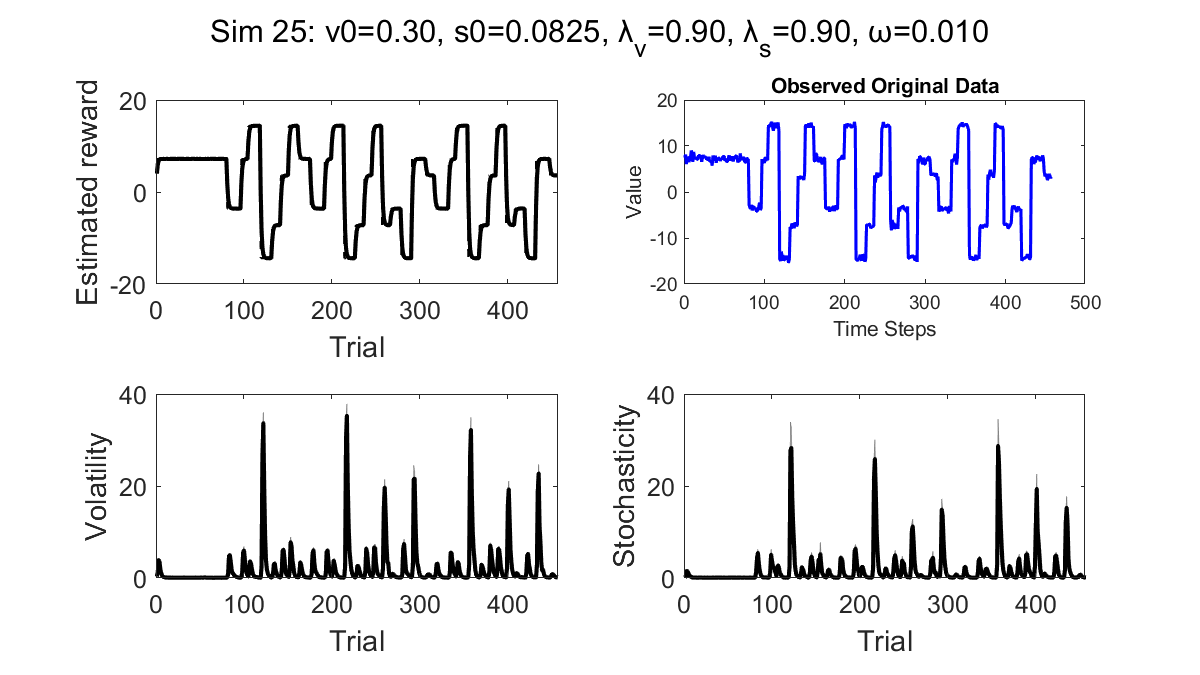 Sim 25: v0=0.30, s0=0.0825, λv=0.90, λs=0.90, ω=0.010
Estimated reward
20
0
-20
0 100 200 300 400
Trial
Observed Original Data
Value
20
10
0
-10
-20
0 100 200 300 400 500
Time Steps
Volatility
40
20
0
0 100 200 300 400
Trial
Stochasticity
40
20
0
0 100 200 300 400
Trial